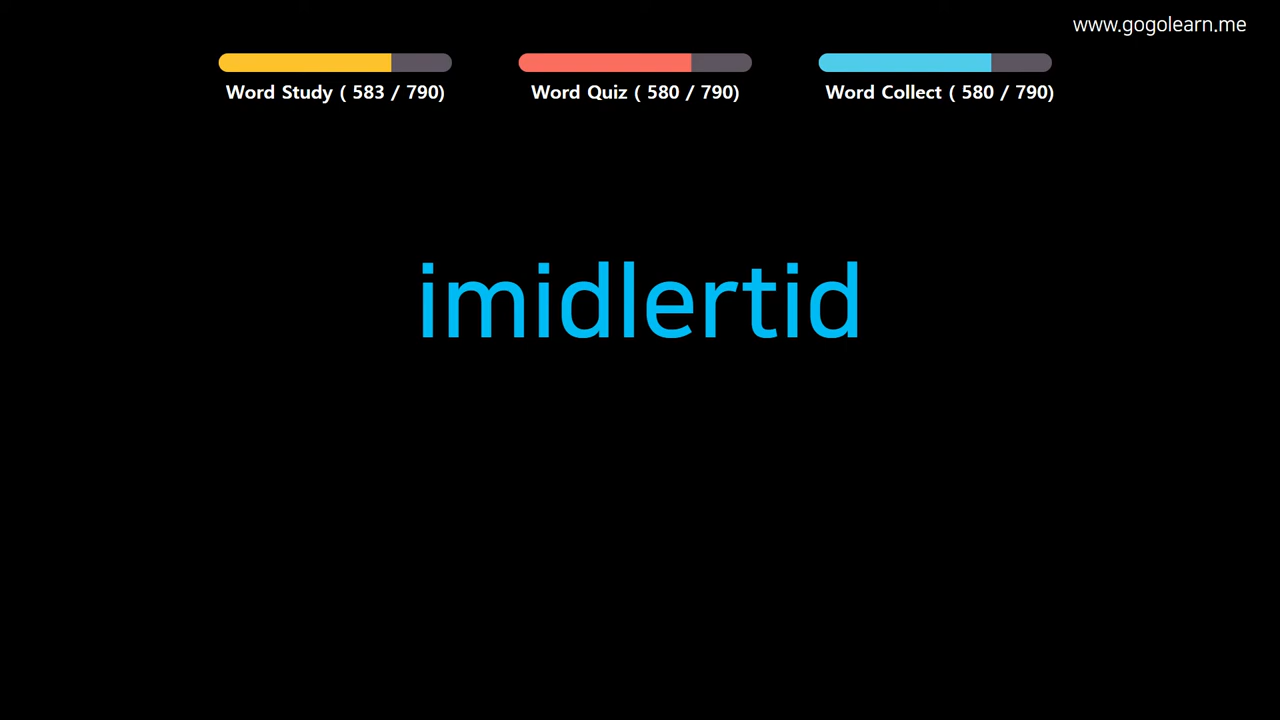 www.gogolearn.me
Word Study ( 583 / 790)
Word Quiz ( 580 / 790)
Word Collect ( 580 / 790)
imidlertid